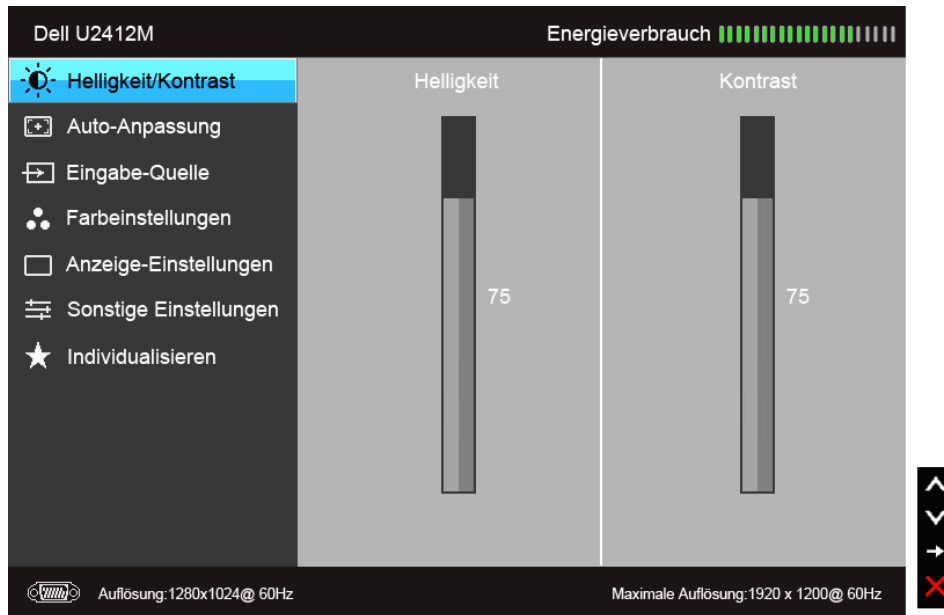 Dell U2412M
Energieverbrauch
Helligkeit/Kontrast
Auto-Anpassung
Eingabe-Quelle
Farbeinstellungen
Anzeige-Einstellungen
Sonstige Einstellungen
Individualisieren
Helligkeit
75
Kontrast
75
Auflösung:1280x1024@ 60Hz
Maximale Auflösung:1920 x 1200@ 60Hz